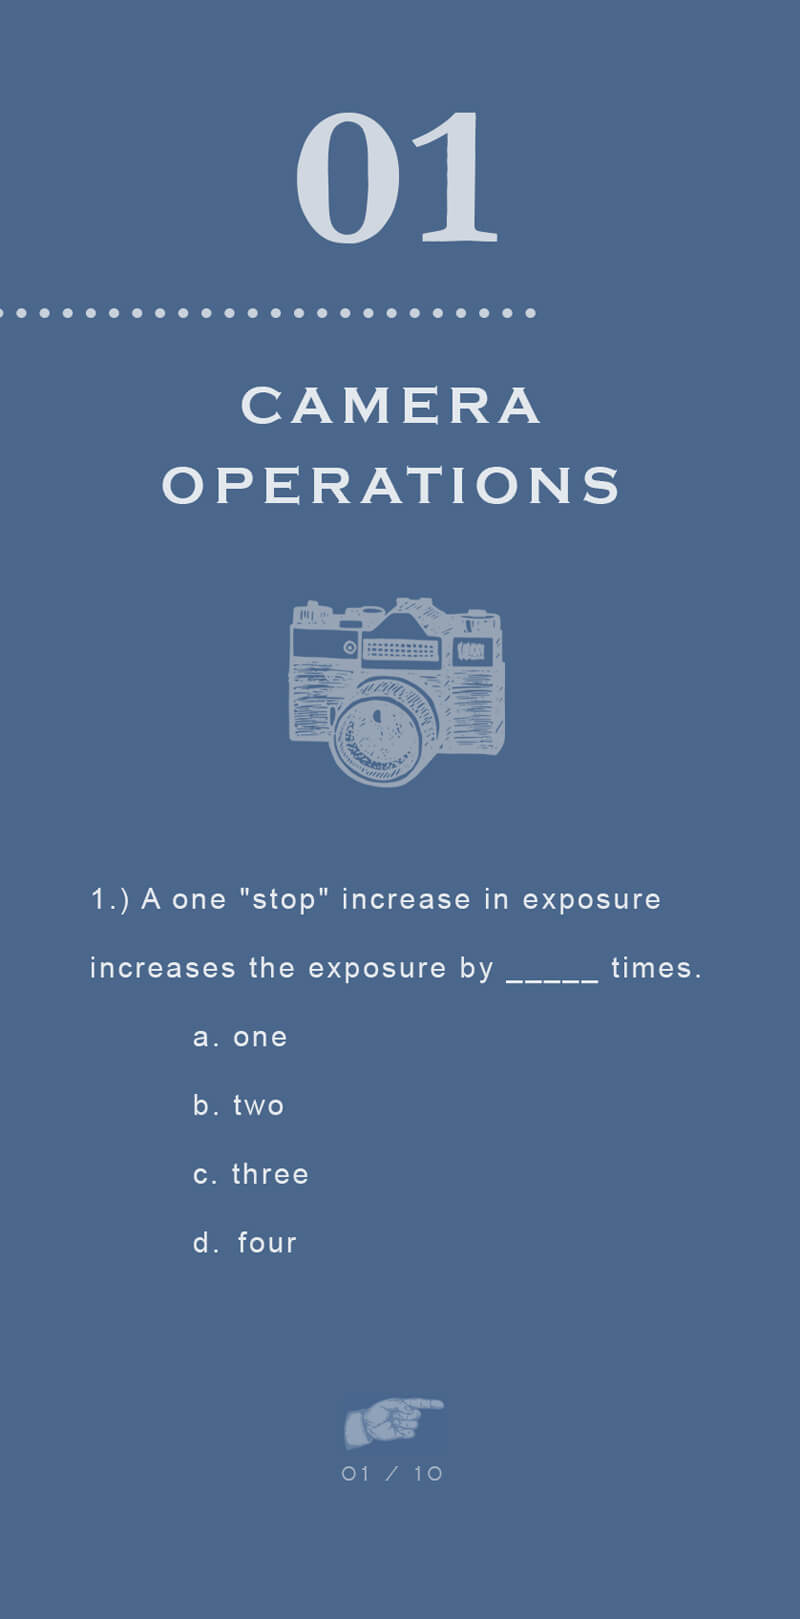 01
CAMERA
OPERATIONS
1.) A one "stop" increase in exposure
increases the exposure by _____ times.
a. one
b. two
c. three
d. four
01 / 10